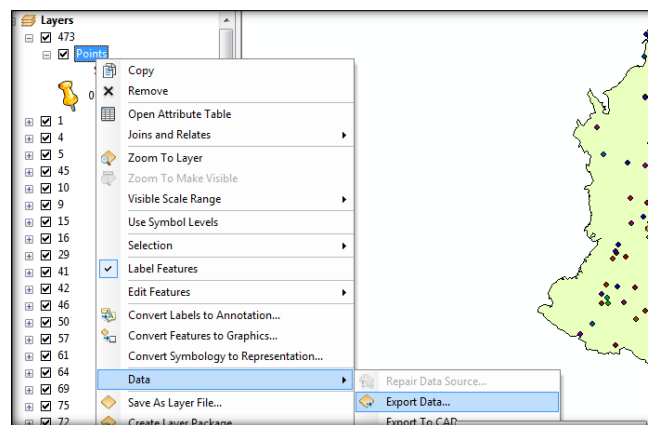 Layers
473
Points
0
1
4
5
45
10
9
15
16
29
41
42
46
50
57
61
64
69
75
72
Copy
Remove
Open Attribute Table
Joins and Relates
Zoom To Layer
Zoom To Make Visible
Visible Scale Range
Use Symbol Levels
Selection
Label Features
Edit Features
Convert Labels to Annotation...
Convert Features to Graphics...
Convert Symbology to Representation...
Data
Save As Layer File...
Create Layer Package
Repair Data Source...
Export Data...
Export To CAD